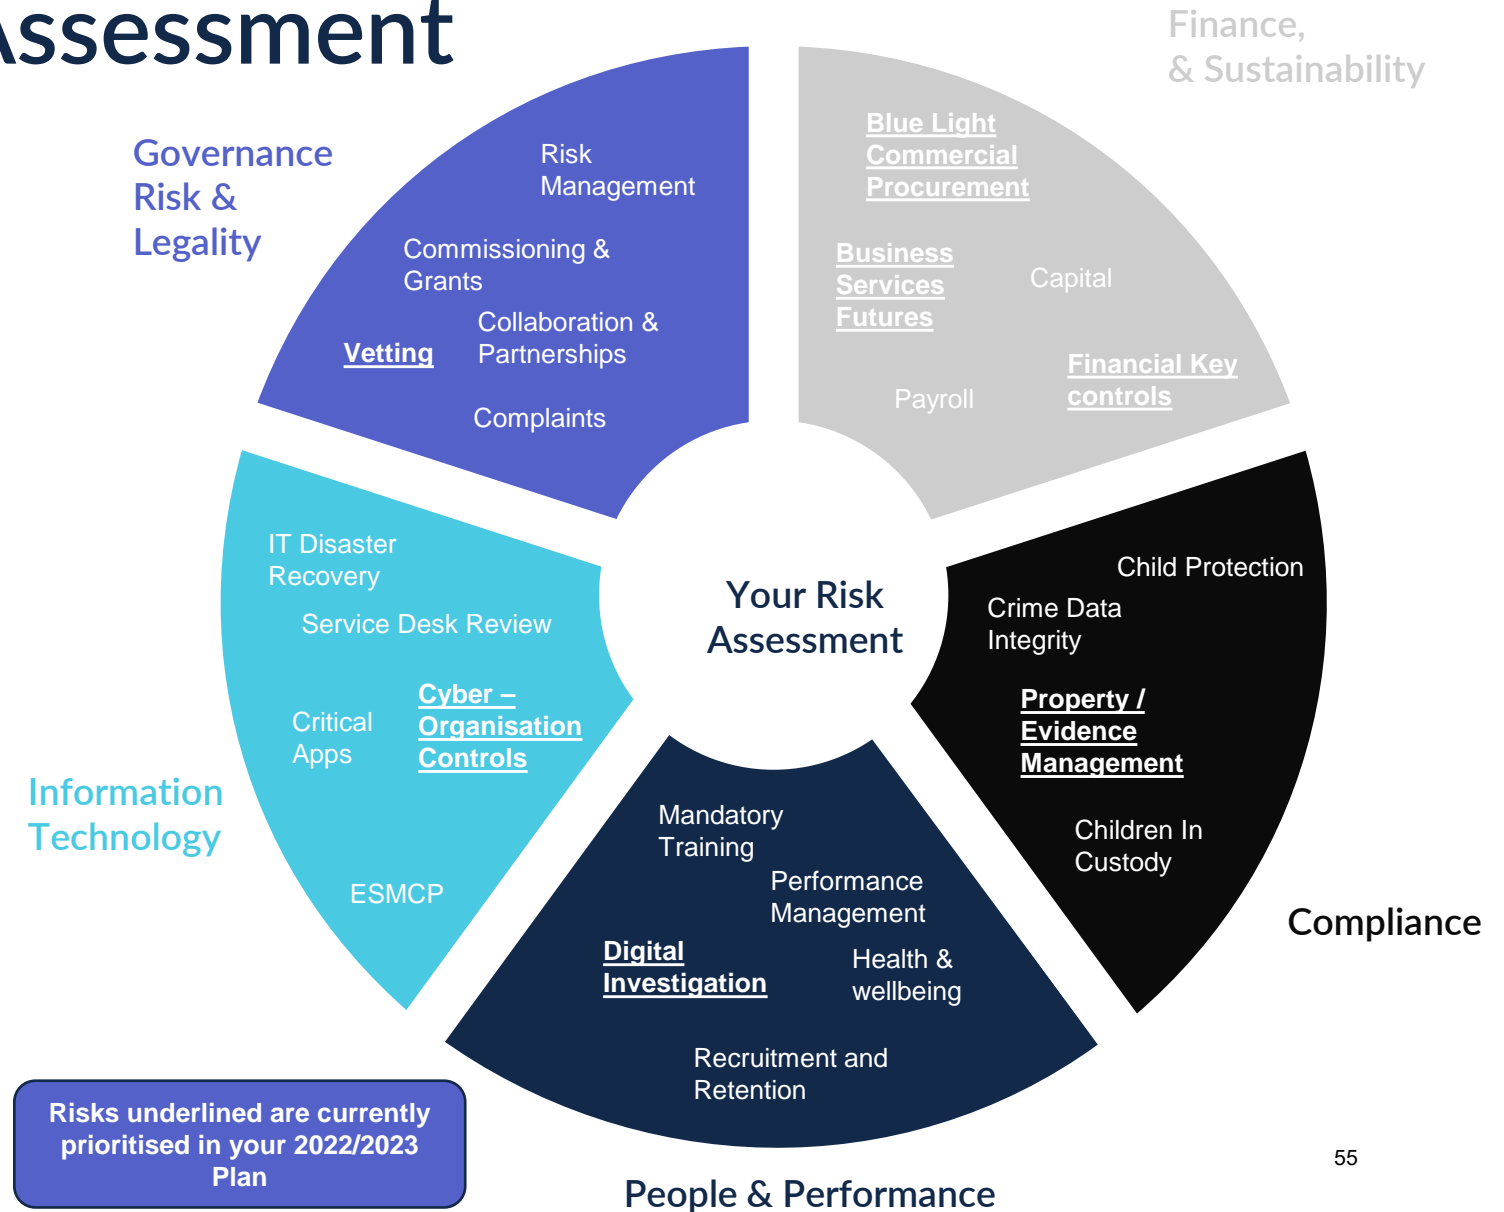 Assessment
Finance,
& Sustainability
Governance
Risk &
Legality
Risk
Management
Commissioning &
Grants
Collaboration &
Partnerships
Vetting
Complaints
Blue Light
Commercial
Procurement
Business
Services
Futures
Capital
Financial Key
controls
Payroll
IT Disaster
Recovery
Service Desk Review
Critical
Apps
Cyber –
Organisation
Controls
ESMCP
Information
Technology
Your Risk
Assessment
Child Protection
Crime Data
Integrity
Property /
Evidence
Management
Children In
Custody
Compliance
Mandatory
Training
Performance
Management
Digital
Investigation
Health &
wellbeing
Recruitment and
Retention
People & Performance
Risks underlined are currently
prioritised in your 2022/2023
Plan
55